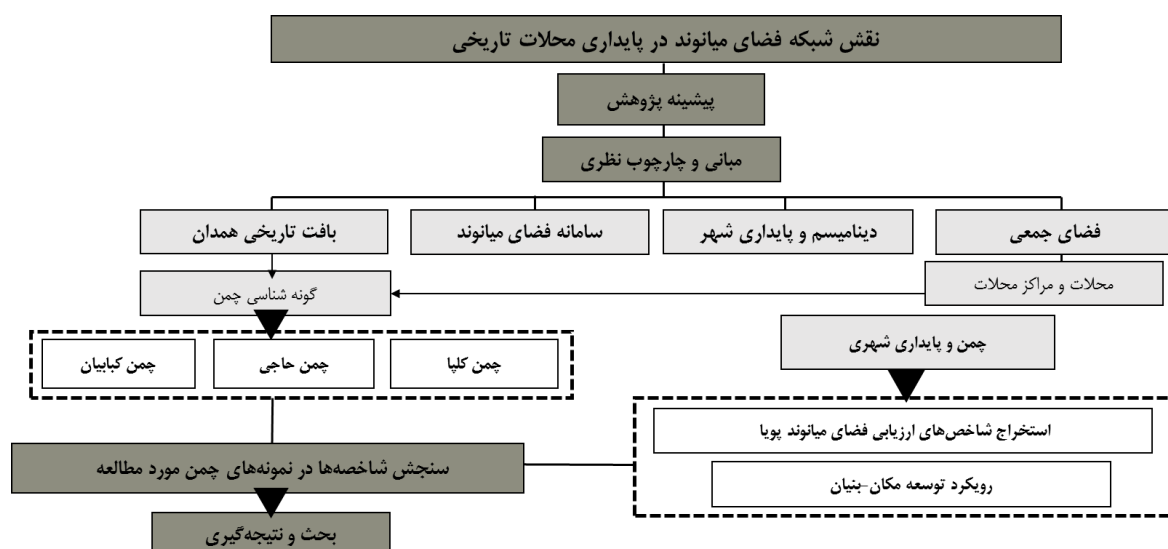 نقش شبکه فضای میانوند در پایداری محلات تاریخی
پیشینه پژوهش
مبانی و چارچوب نظری
فضای جمعی
دینامیسم و پایداری شهر
سامانه فضای میانوند
بافت تاریخی همدان
محلات و مراکز محلات
گونه شناسی چمن
چمن و پایداری شهری
چمن کلپا
چمن حاجی
چمن کبابیان
استخراج شاخص‌های ارزیابی فضای میانوند پویا
رویکرد توسعه مکان-بنیان
سنجش شاخصه‌ها در نمونه‌های چمن مورد مطالعه
بحث و نتیجه‌گیری